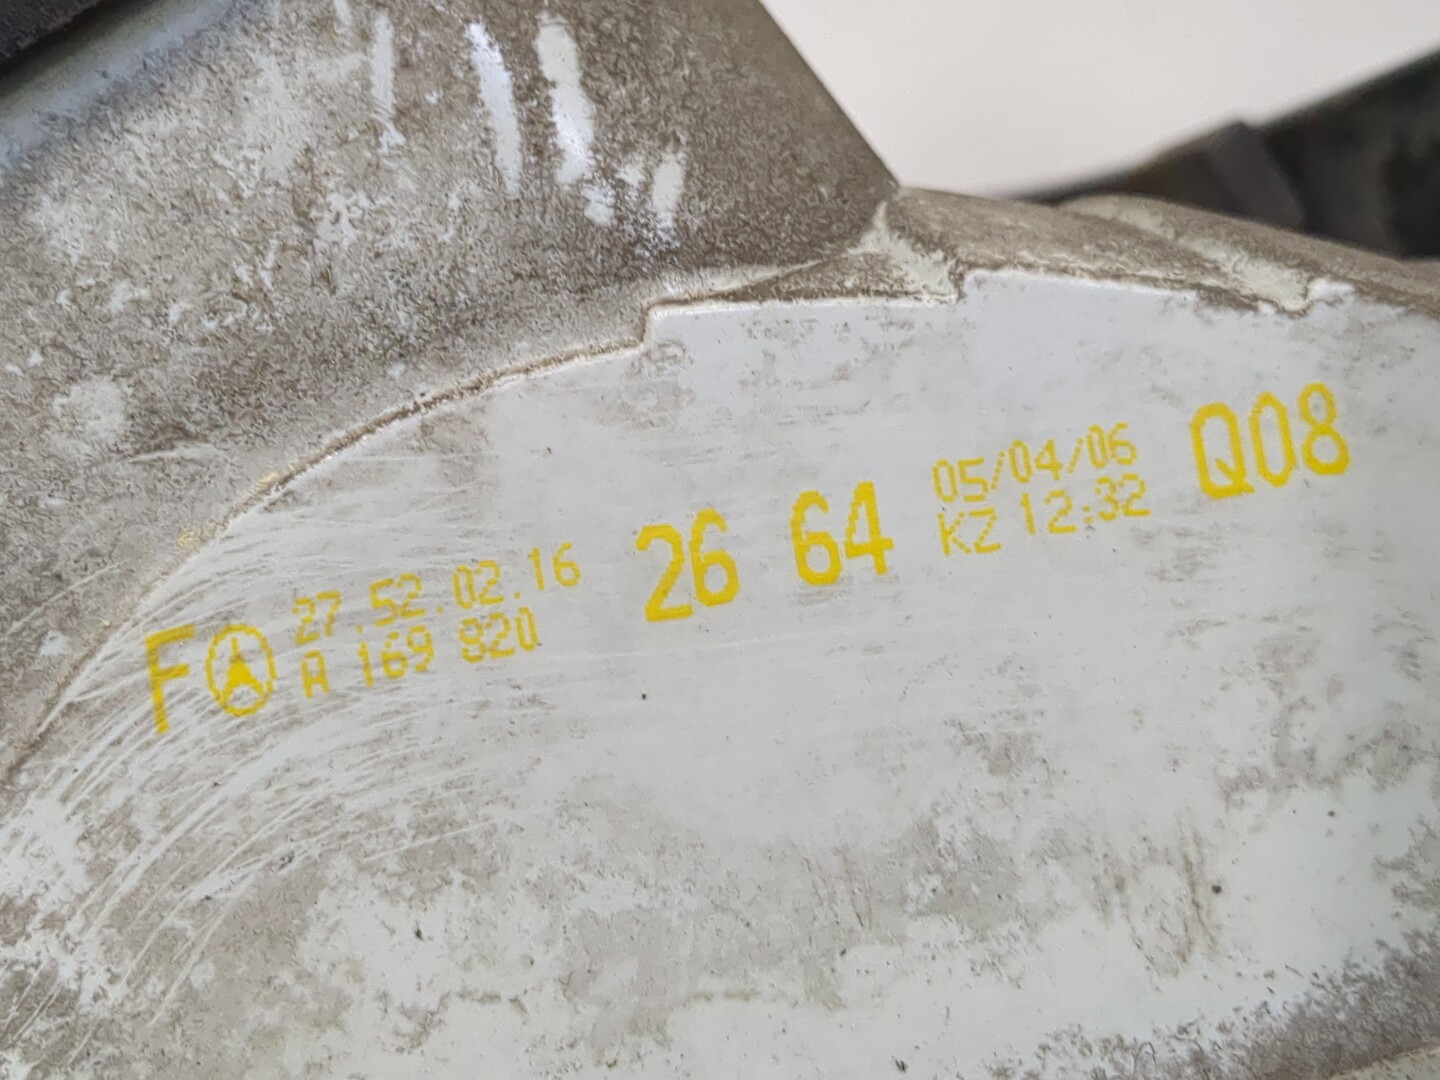 F 27.52.02.16
A 169 820 26 64
05/04/06
KZ 12:32
Q08